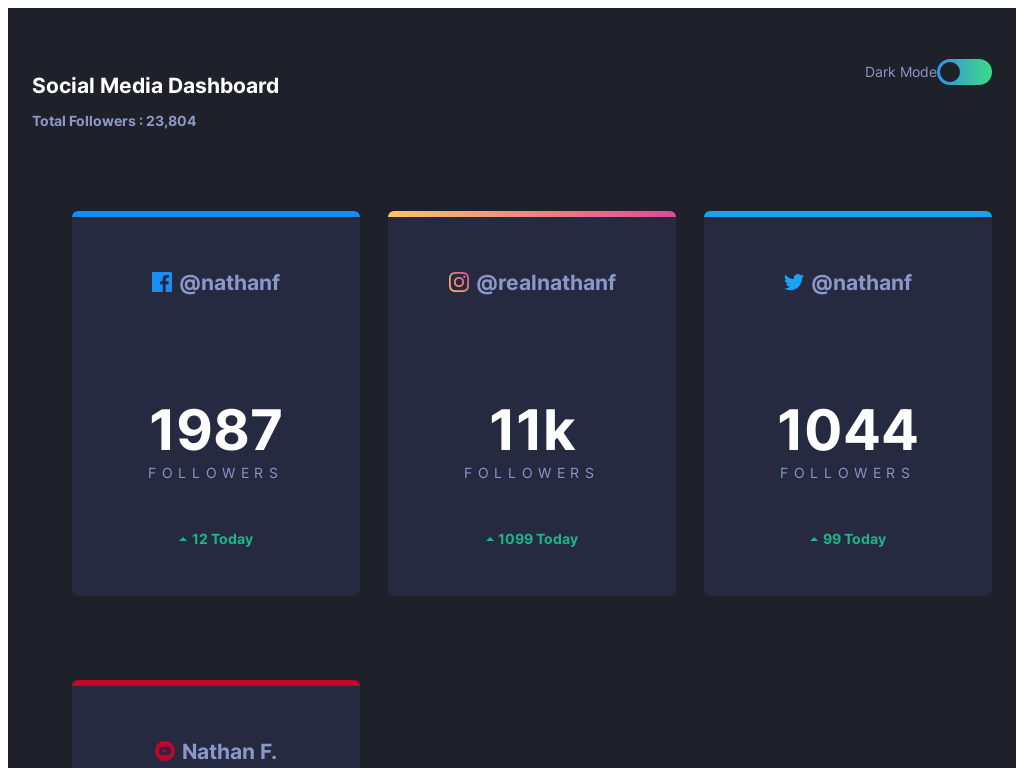 Social Media Dashboard
Dark Mode
Total Followers : 23,804
@nathanf
1987
FOLLOWERS
12 Today
@realnathanf
11k
FOLLOWERS
1099 Today
@nathanf
1044
FOLLOWERS
99 Today
Nathan F.